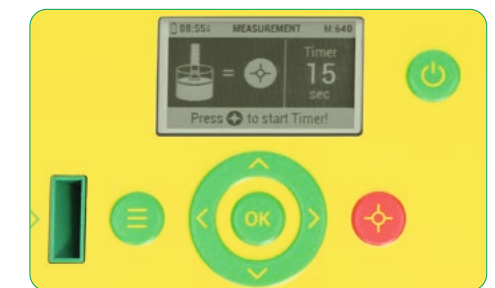 08:55 MEASUREMENT M:640
Timer
15
sec
=
Press to start Timer!
OK